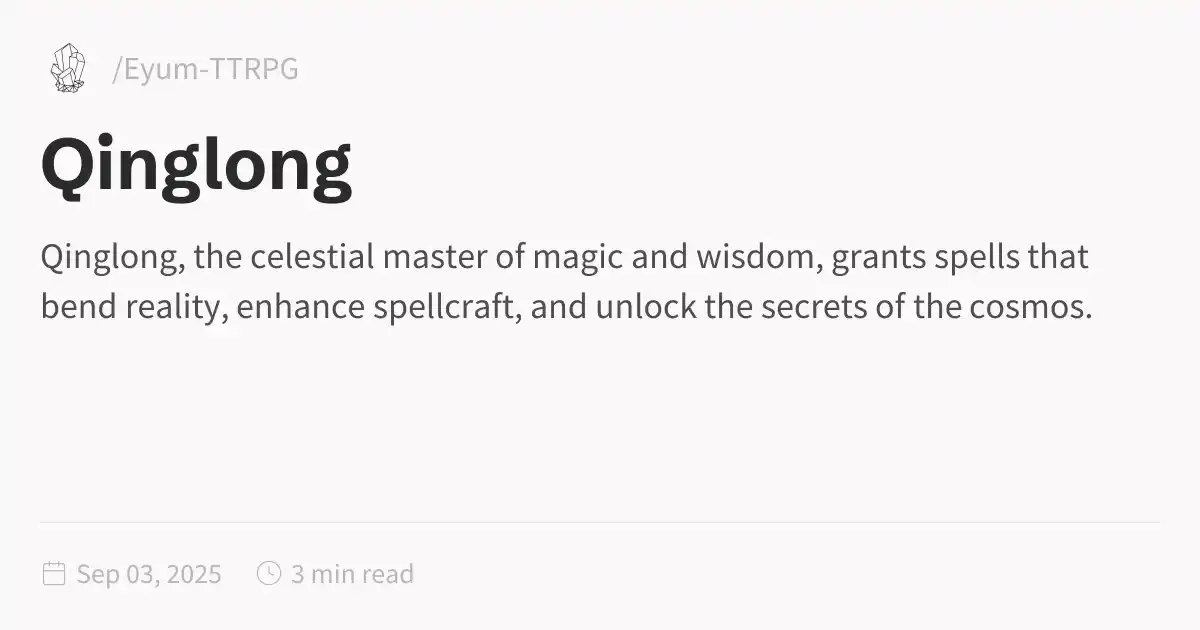 /Eyum-TTRPG
Qinglong
Qinglong, the celestial master of magic and wisdom, grants spells that
bend reality, enhance spellcraft, and unlock the secrets of the cosmos.
Sep 03, 2025 3 min read